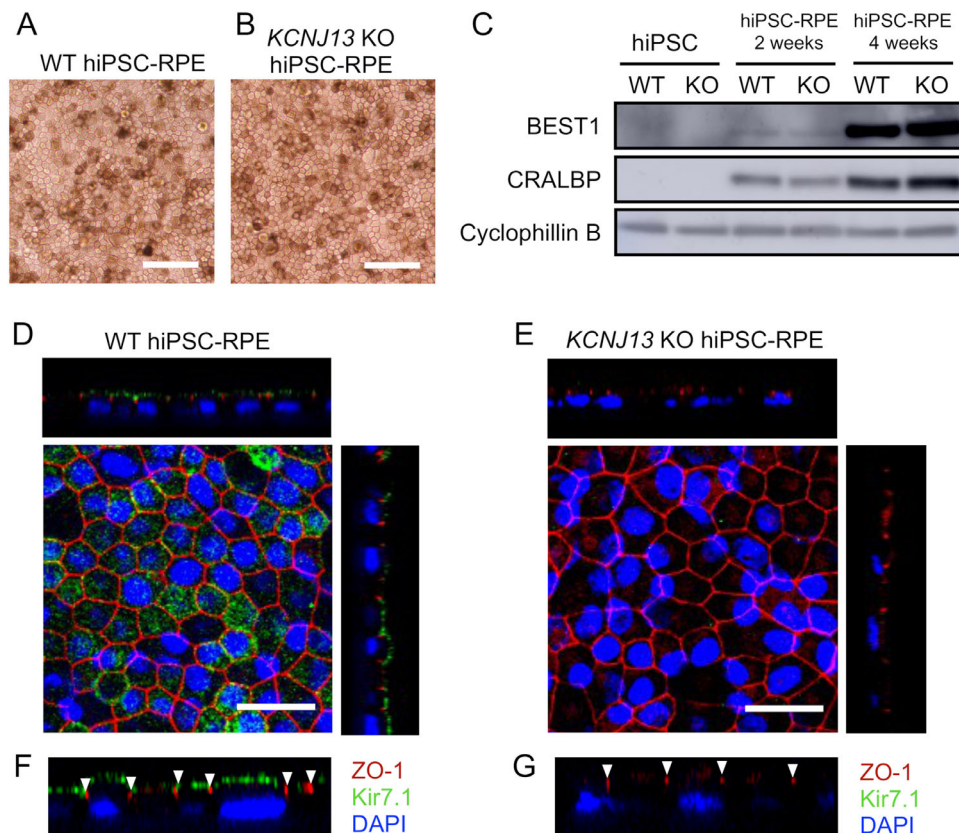 A
WT hiPSC-RPE
B
KCNJ13 KO
hiPSC-RPE
C
hiPSC
hiPSC-RPE
2 weeks
hiPSC-RPE
4 weeks
WT KO WT KO WT KO
BEST1
CRALBP
Cyclophillin B
D
WT hiPSC-RPE
E
KCNJ13 KO hiPSC-RPE
F
ZO-1
Kir7.1
DAPI
G
ZO-1
Kir7.1
DAPI